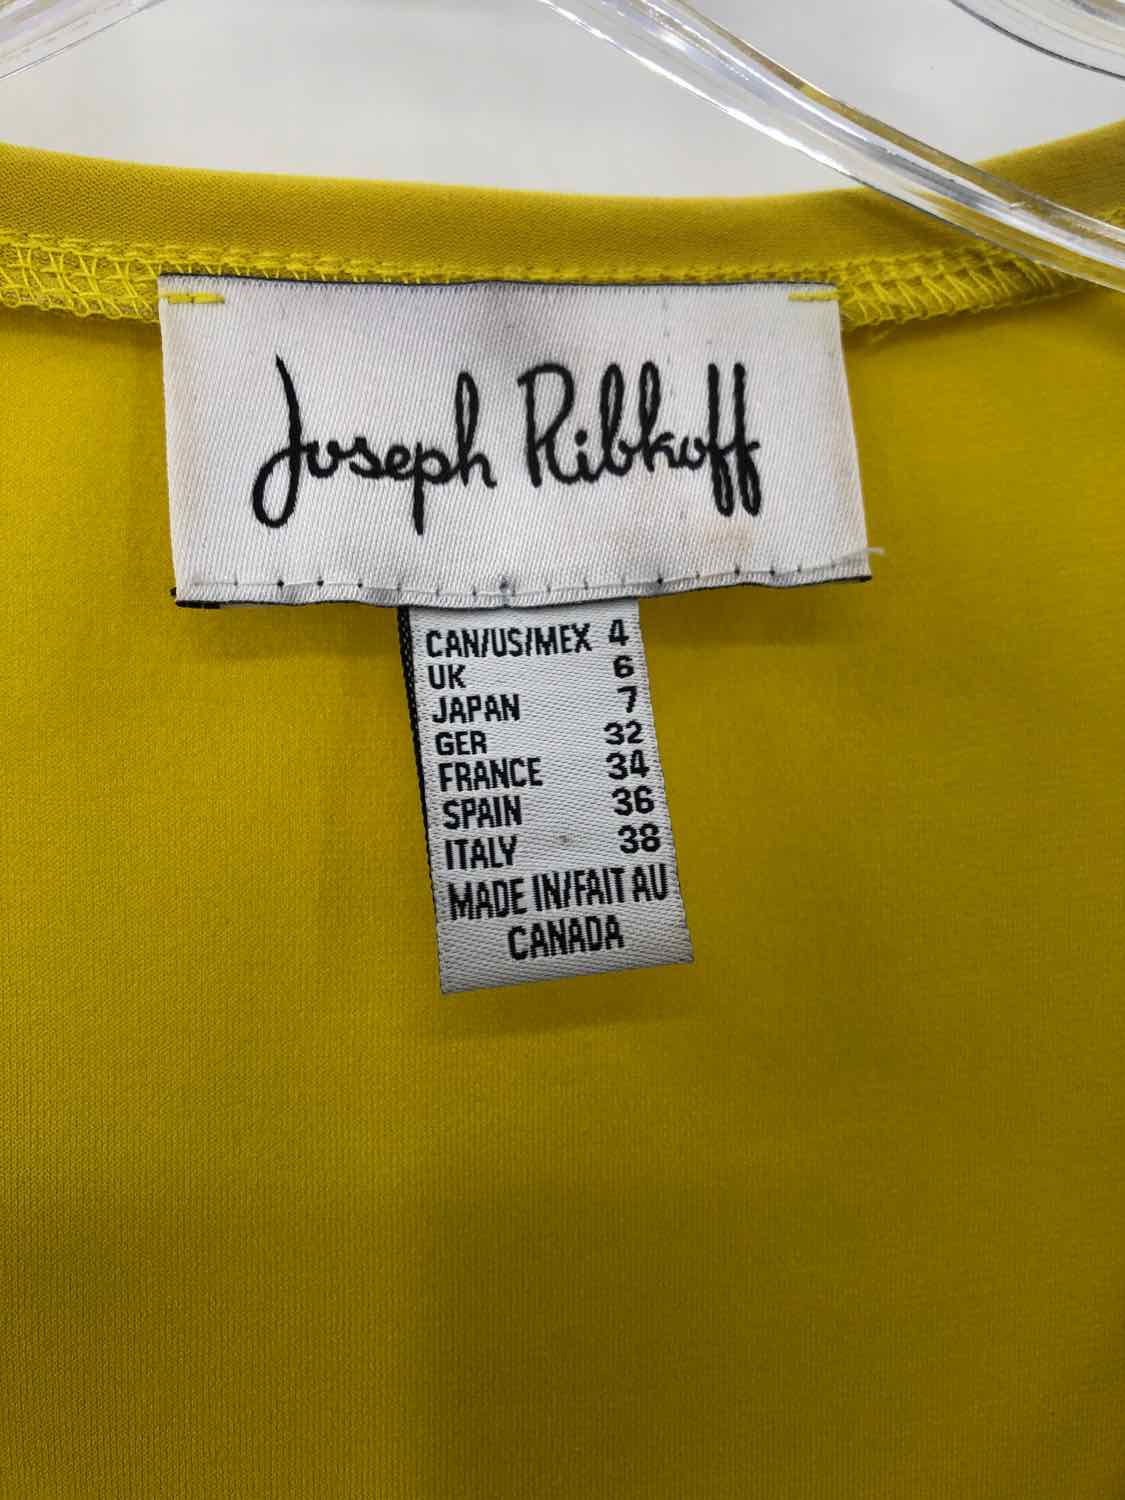 Joseph Ribkoff
CAN/US/MEX 4
UK 6
JAPAN 7
GER 32
FRANCE 34
SPAIN 36
ITALY 38
MADE IN/FAIT AU
CANADA